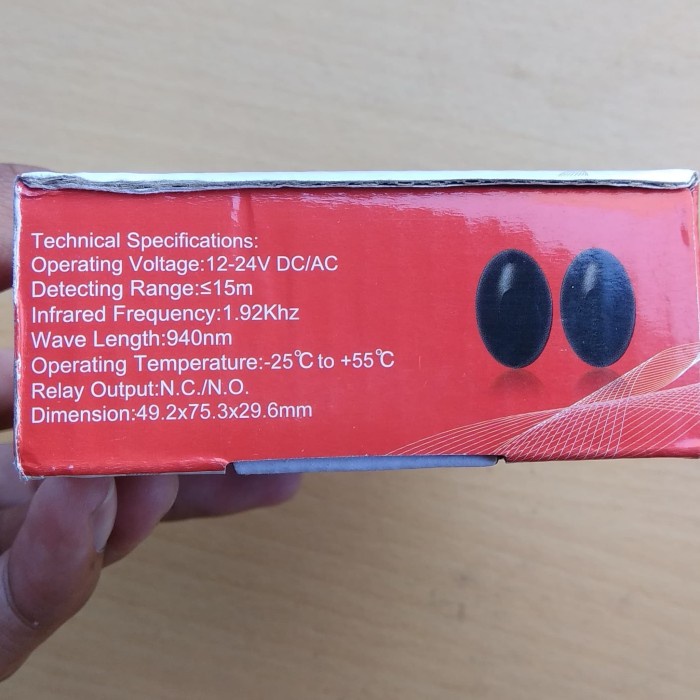 Technical Specifications:
Operating Voltage:12-24V DC/AC
Detecting Range:≤15m
Infrared Frequency:1.92Khz
Wave Length:940nm
Operating Temperature:-25℃ to +55℃
Relay Output:N.C./N.O.
Dimension:49.2x75.3x29.6mm